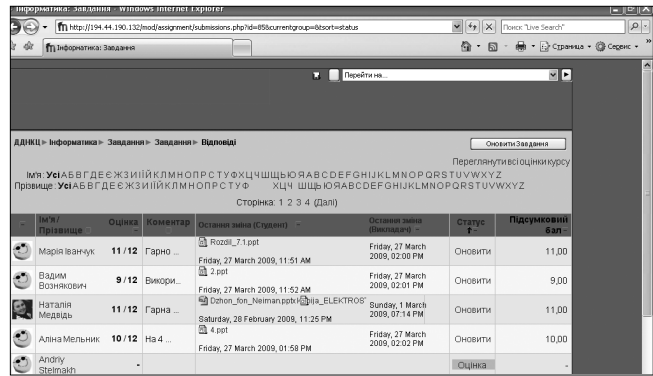 Інформатика: Завдання - Windows Internet Explorer
http://194.44.190.132/mod/assignment/submissions.php?id=85&currentgroup=0&tsort=status
Поиск "Live Search"
Інформатика: Завдання
Страница
Сервис
Перейти на...
ДДНКЦ ▶ Інформатика ▶ Завдання ▶ Завдання ▶ Відповіді
Оновити Завдання
Переглянути всі оцінки курсу
Ім'я: Усі А Б В Г Д Е Є Ж З И І Ї Й К Л М Н О П Р С Т У Ф Х Ц Ч Ш Щ Ь Ю Я A B C D E F G H I J K L M N O P Q R S T U V W X Y Z
Прізвище: Усі А Б В Г Д Е Є Ж З И І Ї Й К Л М Н О П Р С Т У Ф Х Ц Ч Ш Щ Ь Ю Я A B C D E F G H I J K L M N O P Q R S T U V W X Y Z
Сторінка: 1 2 3 4 (Далі)
Ім'я / Прізвище Оцінка Коментар Остання зміна (Студент) Остання зміна (Викладач) Статус Підсумковий бал
Rozdil_7.1.ppt
Марія Іванчук 11 / 12 Гарно ... Friday, 27 March 2009, 11:51 AM Friday, 27 March 2009, 02:00 PM Оновити 11,00
2.ppt
Вадим Вознякович 9 / 12 Викори... Friday, 27 March 2009, 11:52 AM Friday, 27 March 2009, 02:01 PM Оновити 9,00
Dzhon_fon_Neiman.pptx Kopija_ELEKTROS
Наталія Медвідь 11 / 12 Гарна ... Saturday, 28 February 2009, 11:25 PM Sunday, 1 March 2009, 07:14 PM Оновити 11,00
4.ppt
Аліна Мельник 10 / 12 На 4 ... Friday, 27 March 2009, 01:58 PM Friday, 27 March 2009, 02:02 PM Оновити 10,00
Andriy Stelmakh - Оцінка -